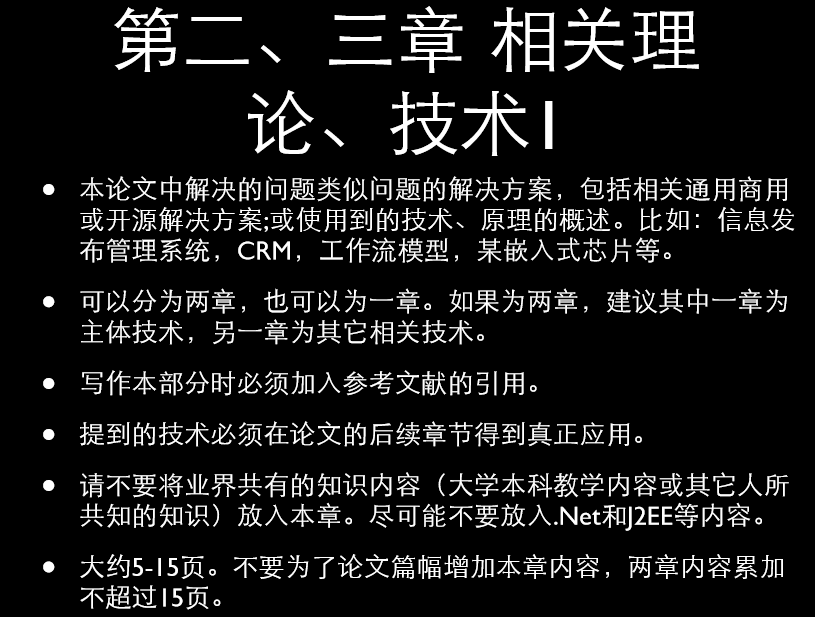 第二、三章 相关理
论、技术1
• 本论文中解决的问题类似问题的解决方案，包括相关通用商用
或开源解决方案;或使用到的技术、原理的概述。比如：信息发
布管理系统，CRM，工作流模型，某嵌入式芯片等。
• 可以分为两章，也可以为一章。如果为两章，建议其中一章为
主体技术，另一章为其它相关技术。
• 写作本部分时必须加入参考文献的引用。
• 提到的技术必须在论文的后续章节得到真正应用。
• 请不要将业界共有的知识内容（大学本科教学内容或其它人所
共知的知识）放入本章。尽可能不要放入.Net和J2EE等内容。
• 大约5-15页。不要为了论文篇幅增加本章内容，两章内容累加
不超过15页。